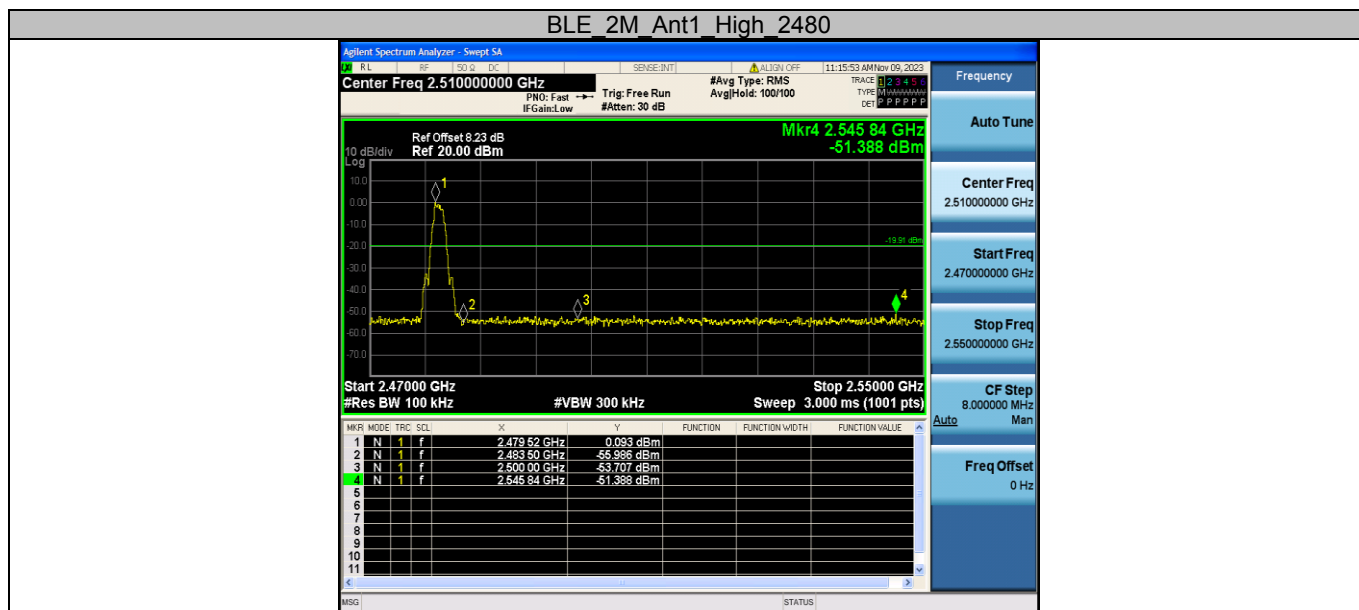 BLE_2M_Ant1_High_2480
Agilent Spectrum Analyzer - Swept SA
RL RF 50 Ω DC SENSE:INT ALIGN OFF 11:15:53 AM Nov 09, 2023
Center Freq 2.510000000 GHz #Avg Type: RMS TRACE 1 2 3 4 5 6
PNO: Fast Trig: Free Run Avg|Hold: 100/100 TYPE M
IFGain:Low #Atten: 30 dB DET P P P P P P
Mkr4 2.545 84 GHz
Ref Offset 8.23 dB
10 dB/div Ref 20.00 dBm -51.388 dBm
Log
10.0
0.00
-10.0
-20.0
-30.0
-40.0
-50.0
-60.0
-70.0
1
2
3
4
-19.91 dBm
Start 2.47000 GHz Stop 2.55000 GHz
#Res BW 100 kHz #VBW 300 kHz Sweep 3.000 ms (1001 pts)
MKR MODE TRC SCL X Y FUNCTION FUNCTION WIDTH FUNCTION VALUE
1 N 1 f 2.479 52 GHz 0.093 dBm
2 N 1 f 2.483 50 GHz -55.986 dBm
3 N 1 f 2.500 00 GHz -53.707 dBm
4 N 1 f 2.545 84 GHz -51.388 dBm
5
6
7
8
9
10
11
MSG STATUS
Frequency
Auto Tune
Center Freq
2.510000000 GHz
Start Freq
2.470000000 GHz
Stop Freq
2.550000000 GHz
CF Step
8.000000 MHz
Auto Man
Freq Offset
0 Hz